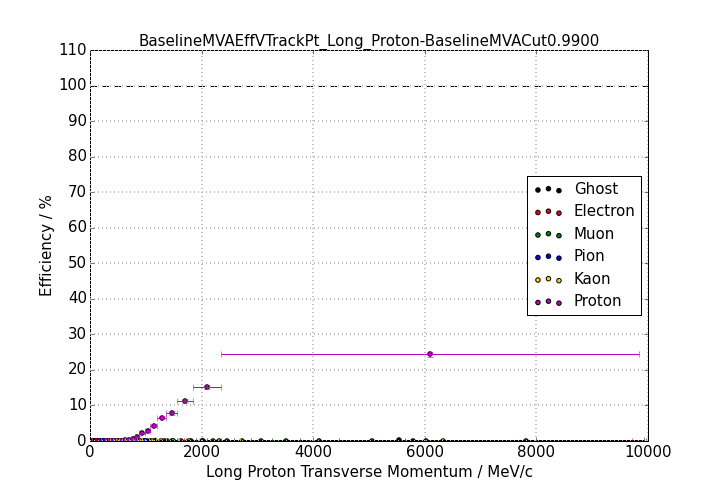 BaselineMVAEffVTrackPt_Long_Proton-BaselineMVACut0.9900
110
100
90
80
70
60
50
40
30
20
10
0
Efficiency / %
Ghost
Electron
Muon
Pion
Kaon
Proton
0 2000 4000 6000 8000 10000
Long Proton Transverse Momentum / MeV/c